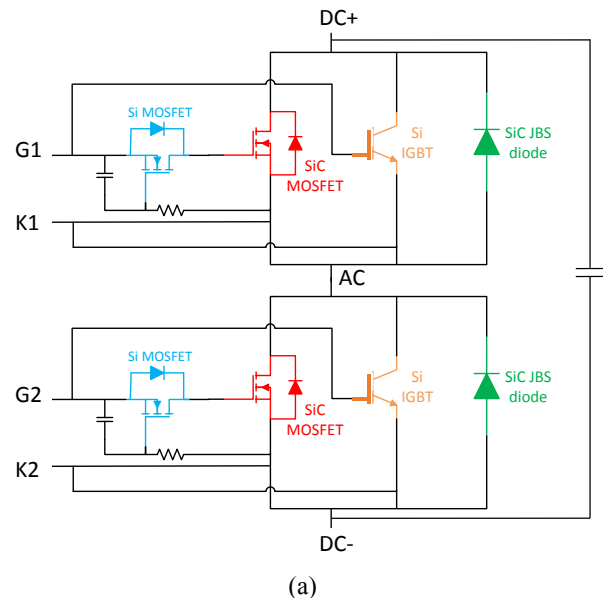 DC+
Si MOSFET
G1
SiC
MOSFET
Si
IGBT
SiC JBS
diode
K1
AC
Si MOSFET
G2
SiC
MOSFET
Si
IGBT
SiC JBS
diode
K2
DC-
(a)